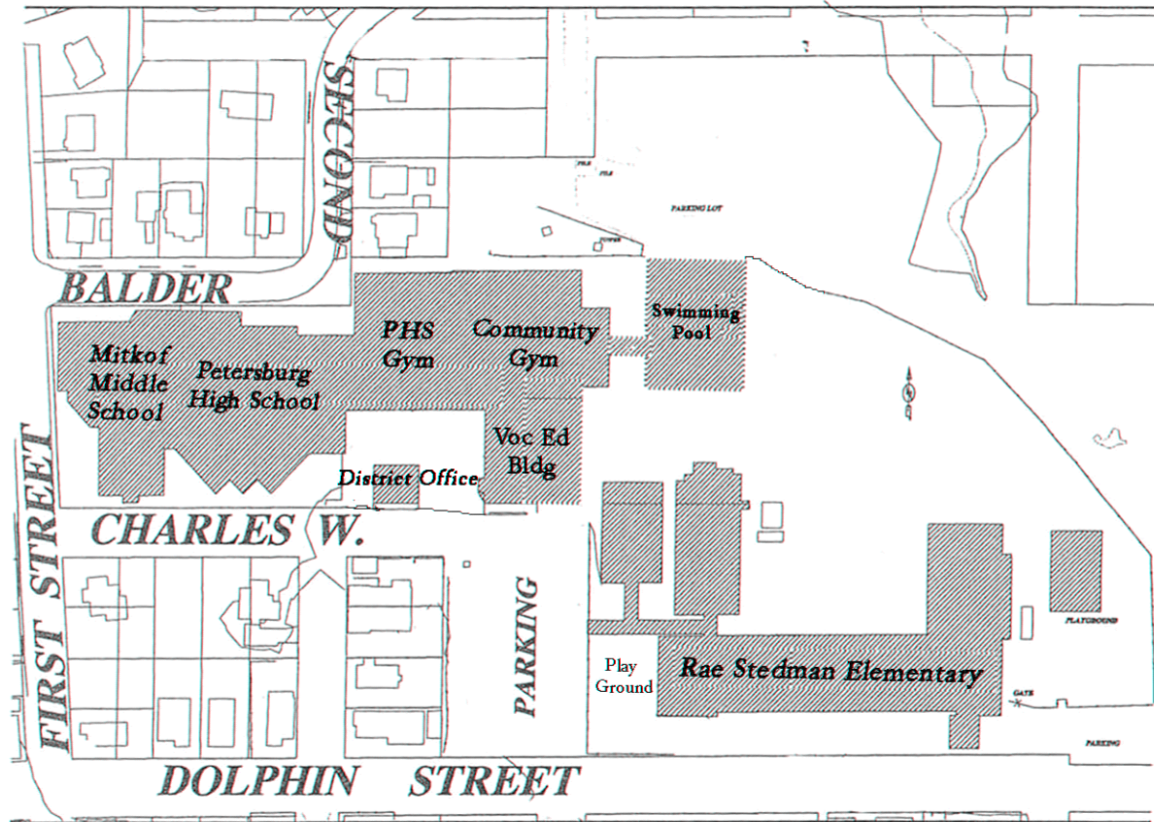 SECOND
PARKING LOT
BALDER
Swimming
Pool
PHS
Gym
Community
Gym
Mitkof
Middle
School
Petersburg
High School
Voc Ed
Bldg
District Office
CHARLES W.
FIRST STREET
PARKING
PLAYGROUND
Play
Ground
Rae Stedman Elementary
GATE
PARKING
DOLPHIN STREET